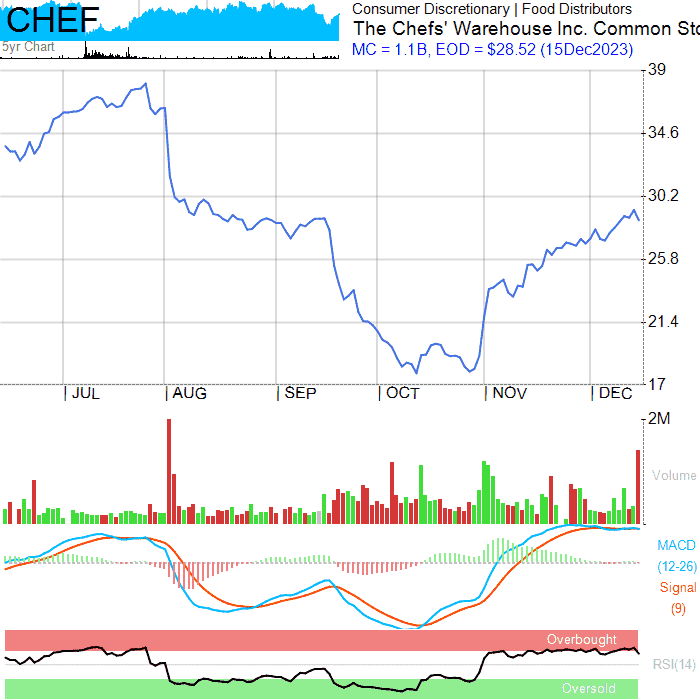 CHEF
5yr Chart
Consumer Discretionary | Food Distributors
The Chefs' Warehouse Inc. Common Sto
MC = 1.1B, EOD = $28.52 (15Dec2023)
39
34.6
30.2
25.8
21.4
17
JUL AUG SEP OCT NOV DEC
2M
Volume
MACD
(12-26)
Signal
(9)
Overbought
RSI(14)
Oversold